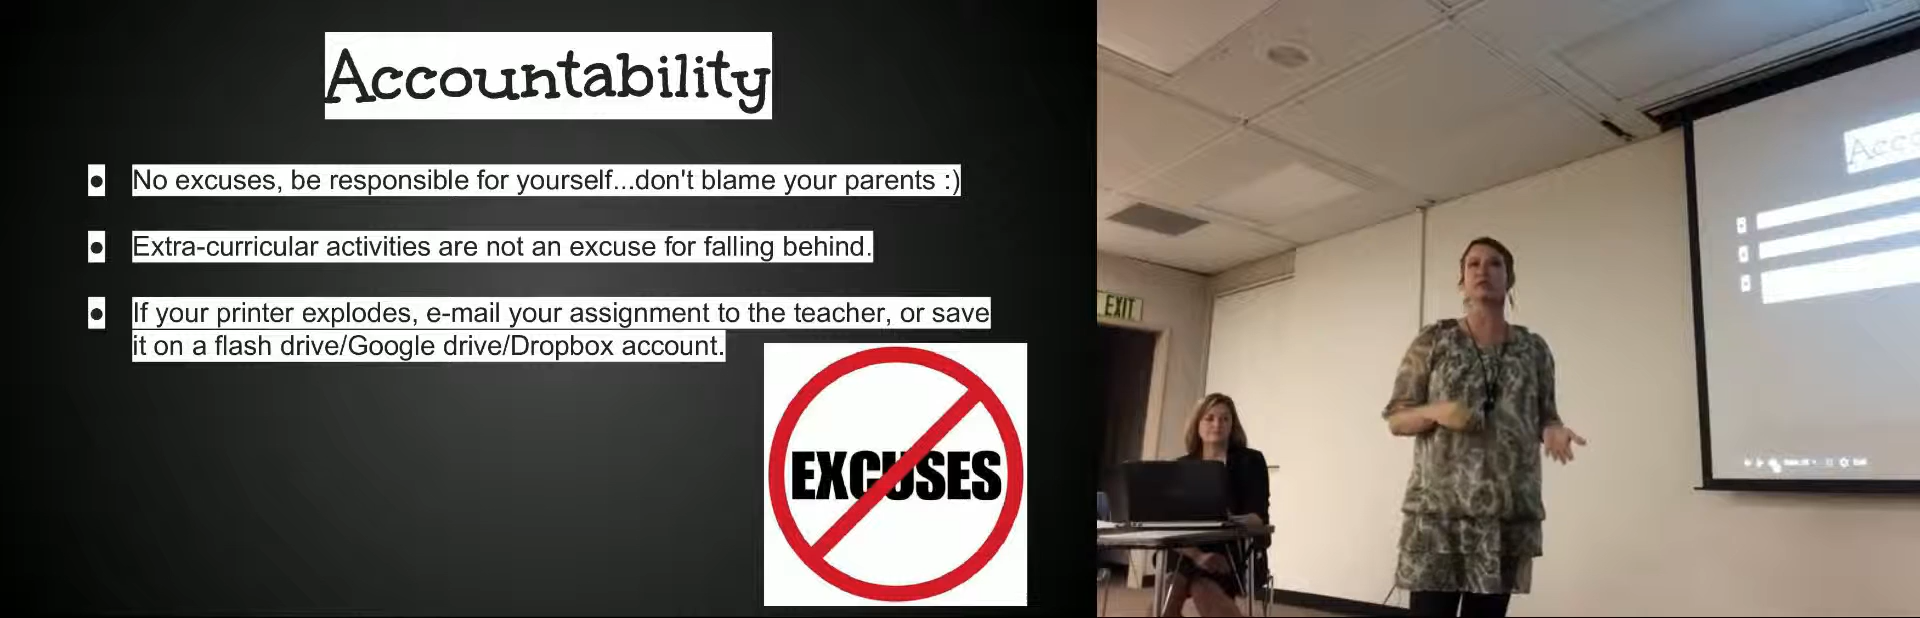 Accountability
● No excuses, be responsible for yourself...don't blame your parents :)
● Extra-curricular activities are not an excuse for falling behind.
● If your printer explodes, e-mail your assignment to the teacher, or save
it on a flash drive/Google drive/Dropbox account.
EXCUSES
EXIT
Acco